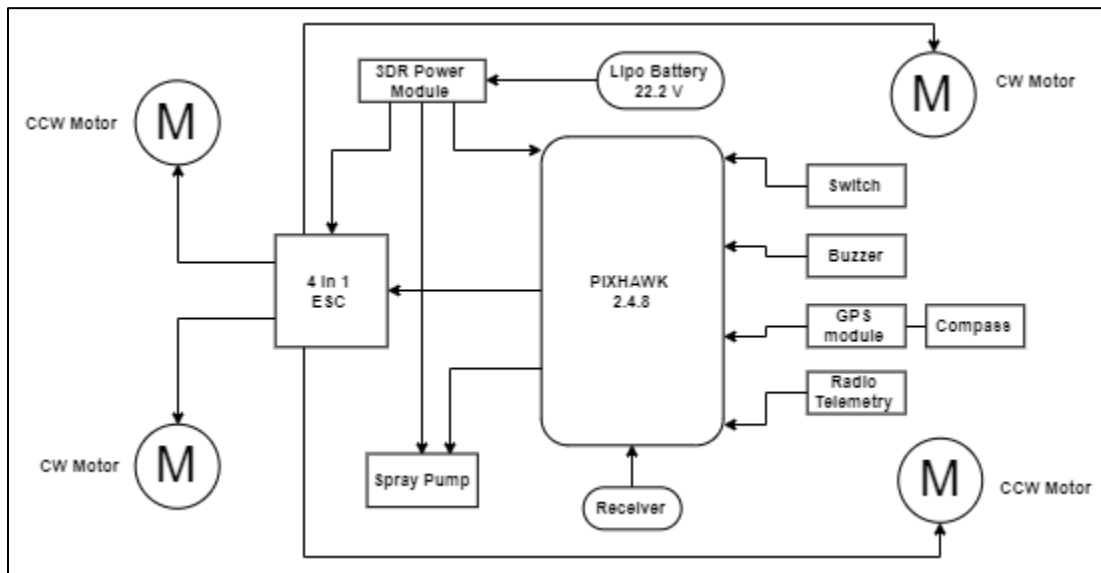 3DR Power
Module
Lipo Battery
22.2 V
M
CW Motor
CCW Motor
M
Switch
Buzzer
4 in 1
ESC
PIXHAWK
2.4.8
GPS
module
Compass
Radio
Telemetry
CW Motor
M
Spray Pump
Receiver
M
CCW Motor